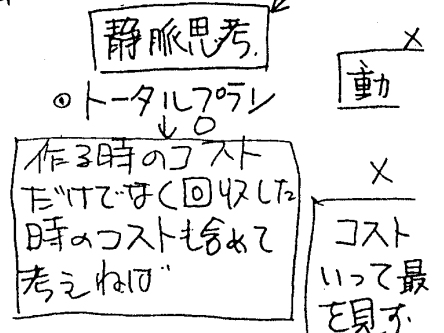 静脈思考.
◎トータルプラン
↓○
作る時のコスト
だけでなく回収した
時のコストも含めて
考えねば
×
動
×
コスト
いって最
を見す.